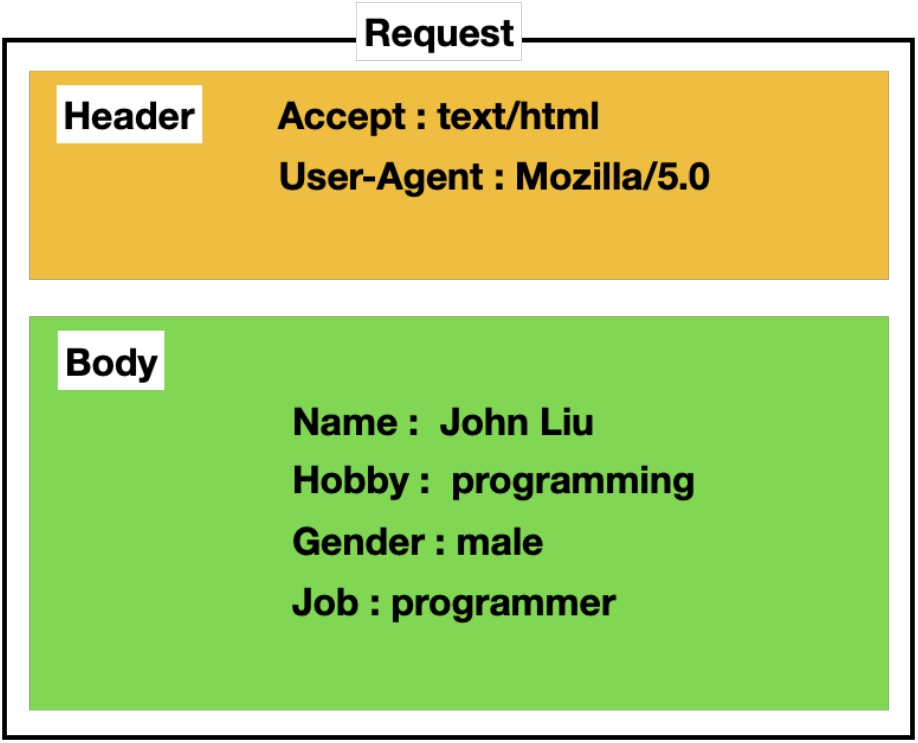 Request
Header
Accept : text/html
User-Agent : Mozilla/5.0
Body
Name :  John Liu
Hobby :  programming
Gender : male
Job : programmer